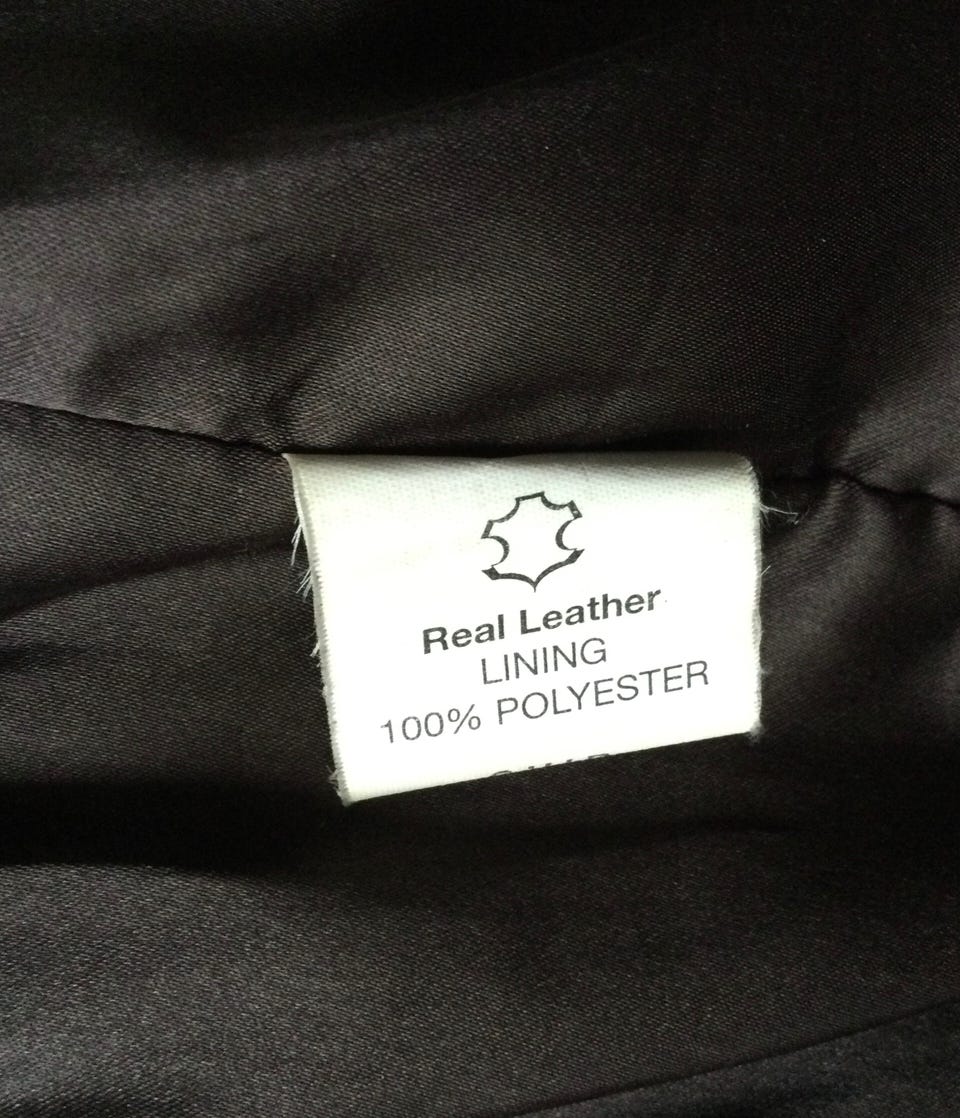 Real Leather
LINING
100% POLYESTER